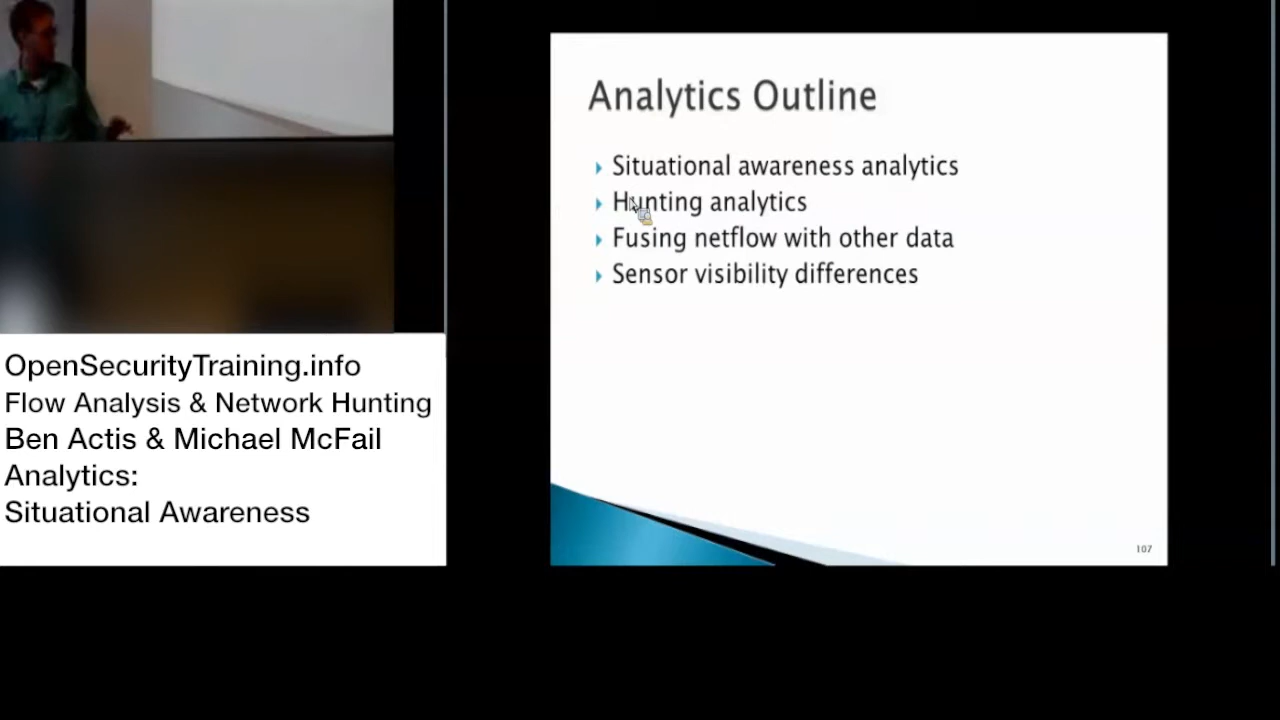 Analytics Outline
Situational awareness analytics
Hunting analytics
Fusing netflow with other data
Sensor visibility differences
107
OpenSecurityTraining.info
Flow Analysis & Network Hunting
Ben Actis & Michael McFail
Analytics:
Situational Awareness